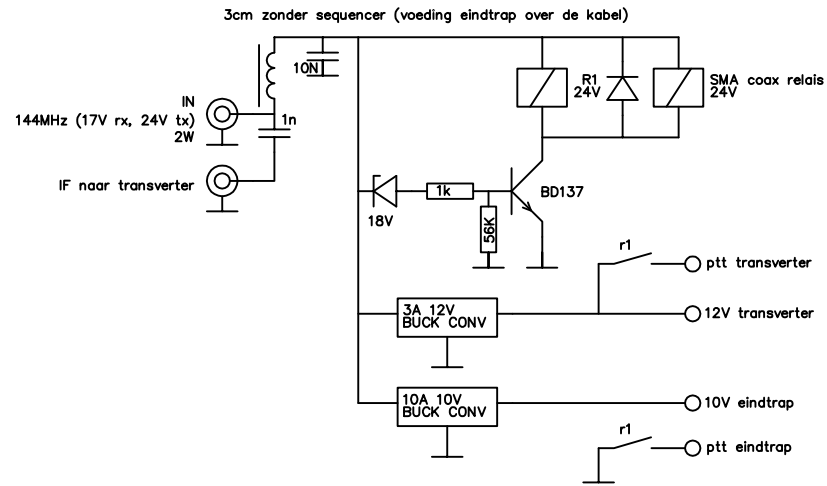 3cm zonder sequencer (voeding eindtrap over de kabel)
10N
R1
24V
SMA coax relais
24V
IN
144MHz (17V rx, 24V tx)
2W
1n
IF naar transverter
18V
1k
56K
BD137
r1
ptt transverter
3A 12V
BUCK CONV
12V transverter
10A 10V
BUCK CONV
10V eindtrap
r1
ptt eindtrap